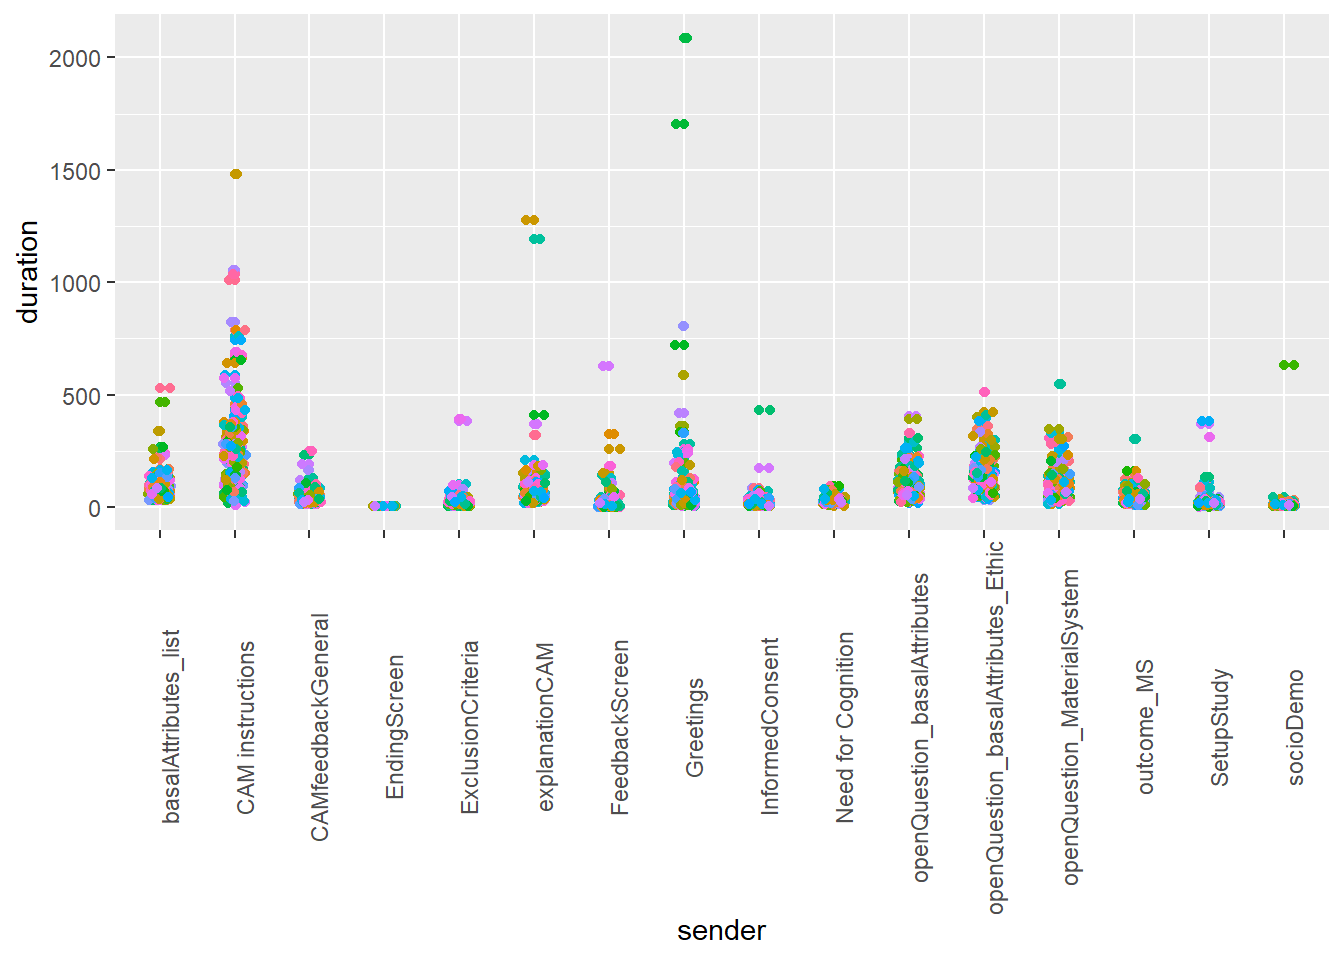 duration
2000
1500
1000
500
0
basalAttributes_list
CAM instructions
CAMfeedbackGeneral
EndingScreen
ExclusionCriteria
explanationCAM
FeedbackScreen
Greetings
InformedConsent
Need for Cognition
openQuestion_basalAttributes
openQuestion_basalAttributes_Ethic
openQuestion_MaterialSystem
outcome_MS
SetupStudy
socioDemo
sender